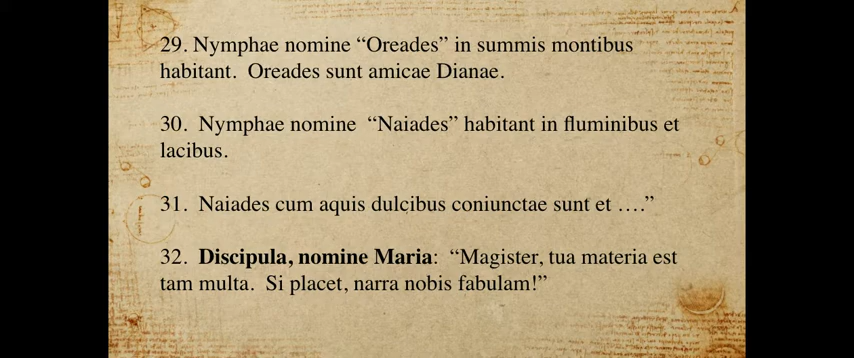 29. Nymphae nomine “Oreades” in summis montibus
habitant.  Oreades sunt amicae Dianae.
30.  Nymphae nomine  “Naiades” habitant in fluminibus et
lacibus.
31.  Naiades cum aquis dulcibus coniunctae sunt et ….”
32.  Discipula, nomine Maria:  “Magister, tua materia est
tam multa.  Si placet, narra nobis fabulam!”